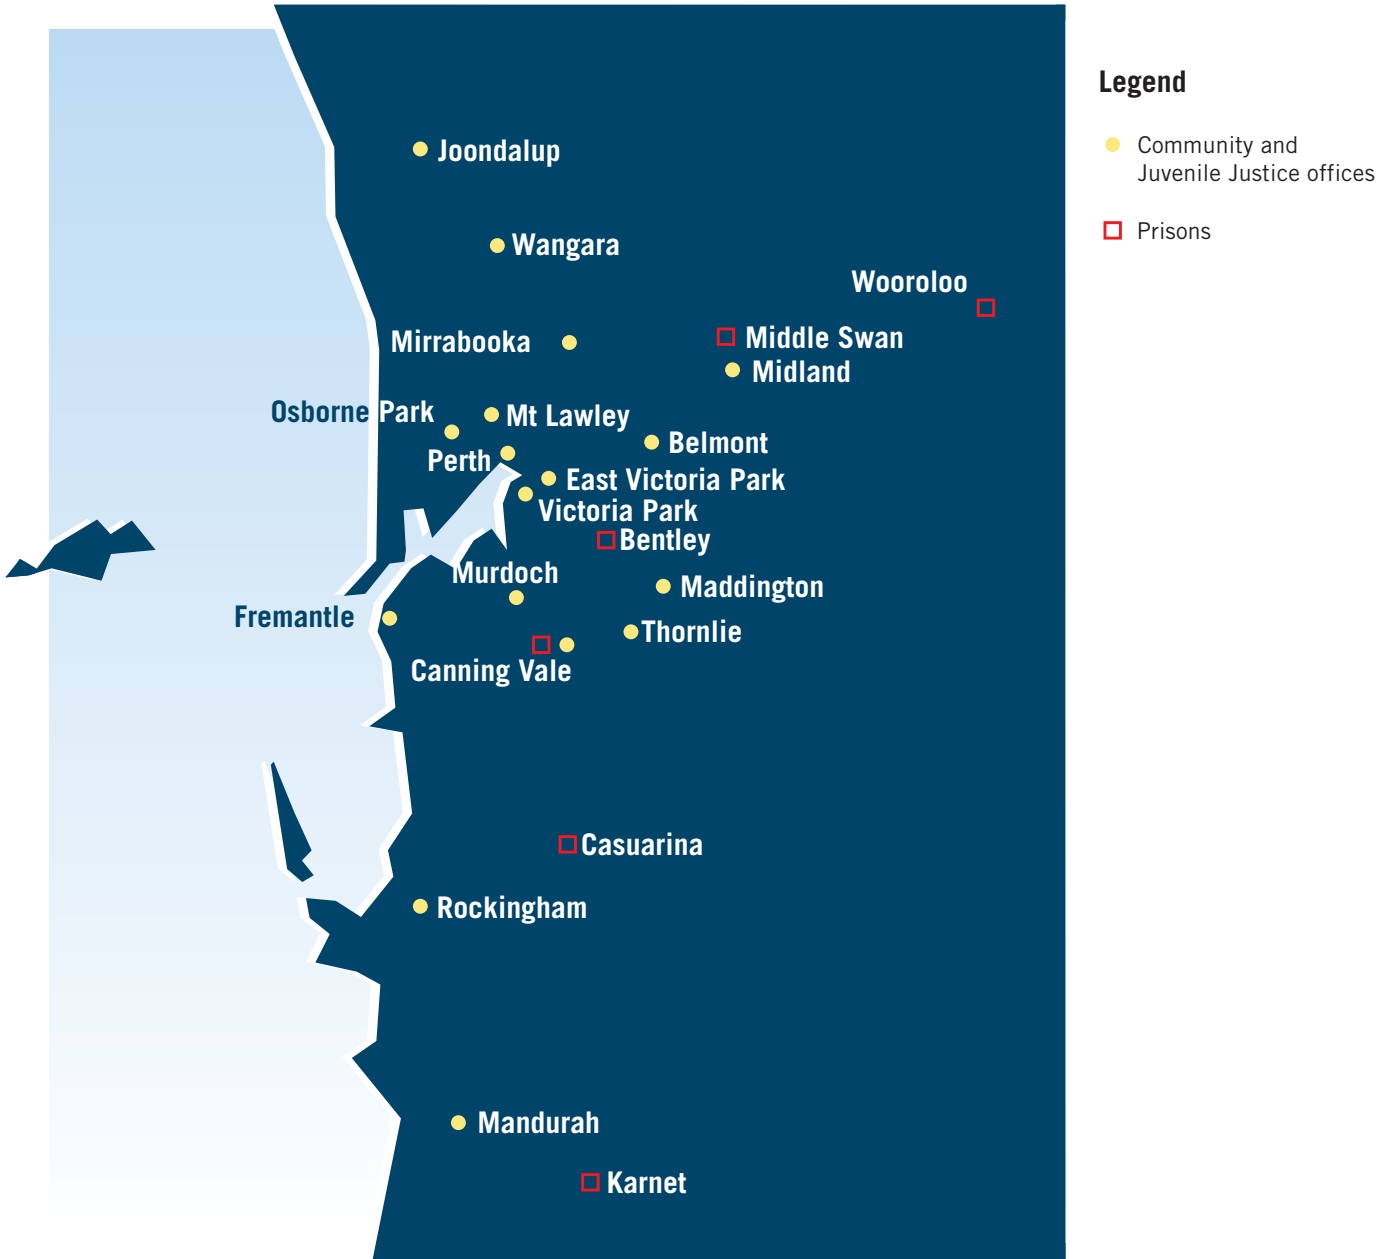 Legend
Community and
Juvenile Justice offices
Prisons
Joondalup
Wangara
Wooroloo
Mirrabooka
Middle Swan
Midland
Osborne Park
Mt Lawley
Belmont
Perth
East Victoria Park
Victoria Park
Bentley
Murdoch
Maddington
Fremantle
Thornlie
Canning Vale
Casuarina
Rockingham
Mandurah
Karnet